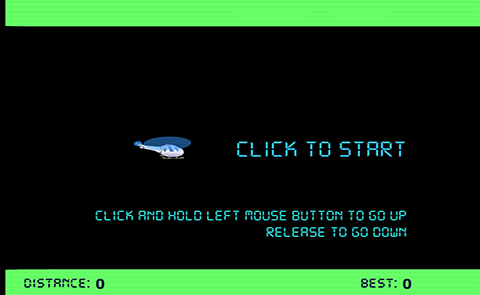 CLICK TO START
CLICK AND HOLD LEFT MOUSE BUTTON TO GO UP
RELEASE TO GO DOWN
DISTANCE: 0 BEST: 0